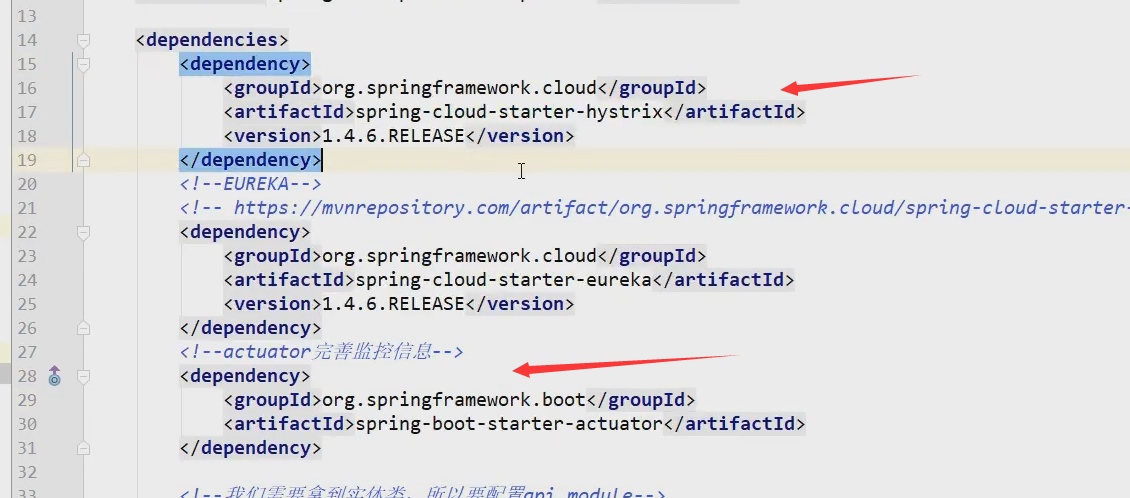 13
14 <dependencies>
15 <dependency>
16 <groupId>org.springframework.cloud</groupId>
17 <artifactId>spring-cloud-starter-hystrix</artifactId>
18 <version>1.4.6.RELEASE</version>
19 </dependency>
20 <!--EUREKA-->
21 <!-- https://mvnrepository.com/artifact/org.springframework.cloud/spring-cloud-starter-
22 <dependency>
23 <groupId>org.springframework.cloud</groupId>
24 <artifactId>spring-cloud-starter-eureka</artifactId>
25 <version>1.4.6.RELEASE</version>
26 </dependency>
27 <!--actuator完善监控信息-->
28 <dependency>
29 <groupId>org.springframework.boot</groupId>
30 <artifactId>spring-boot-starter-actuator</artifactId>
31 </dependency>
32
33 <!--我们需要拿到实体类，所以要配置api module-->